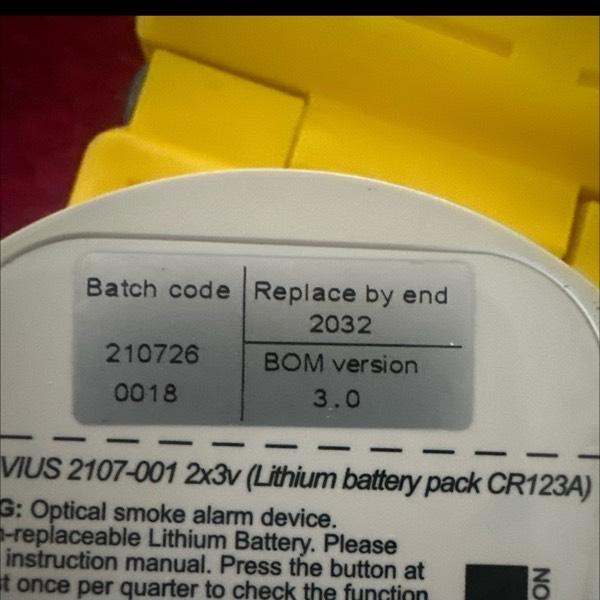 Batch code
210726
0018
Replace by end
2032
BOM version
3.0
VIUS 2107-001 2x3v (Lithium battery pack CR123A)
G: Optical smoke alarm device.
-replaceable Lithium Battery. Please
instruction manual. Press the button at
once per quarter to check the function
NO